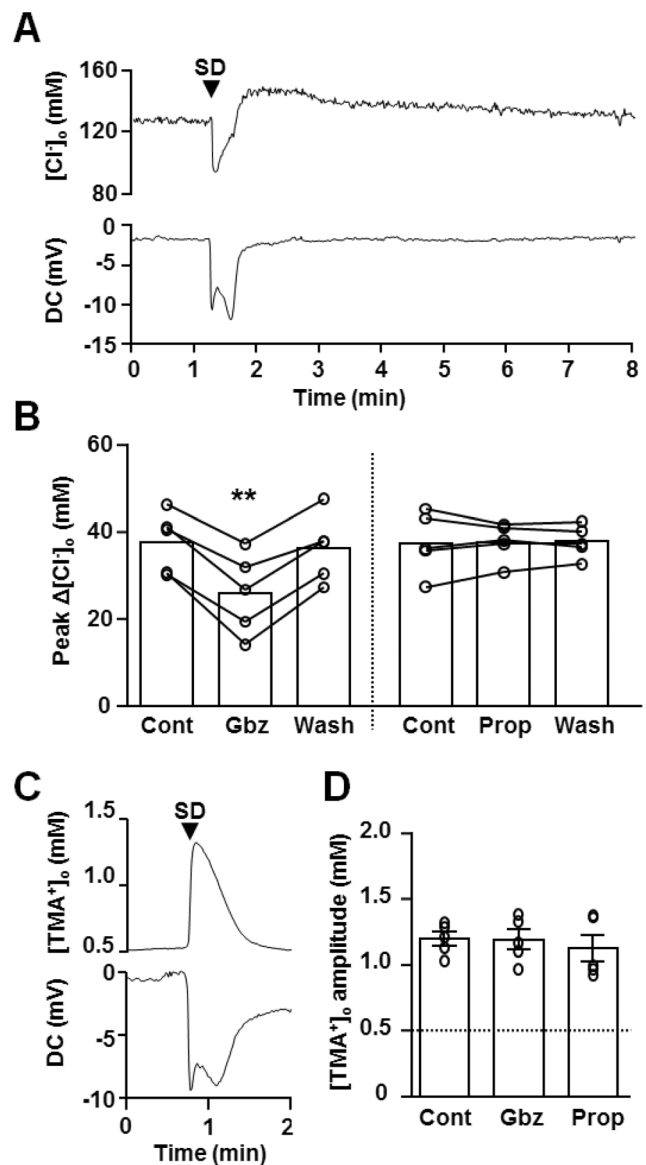 A
SD
[Cl-]o (mM)
160
120
80
DC (mV)
0
-5
-10
-15
0 1 2 3 4 5 6 7 8
Time (min)
B
Peak Δ[Cl-]o (mM)
60
40
20
0
**
Cont Gbz Wash Cont Prop Wash
C
SD
[TMA+]o (mM)
1.5
1.0
0.5
DC (mV)
0
-5
-10
0 1 2
Time (min)
D
[TMA+]o amplitude (mM)
2.0
1.5
1.0
0.5
0
Cont Gbz Prop